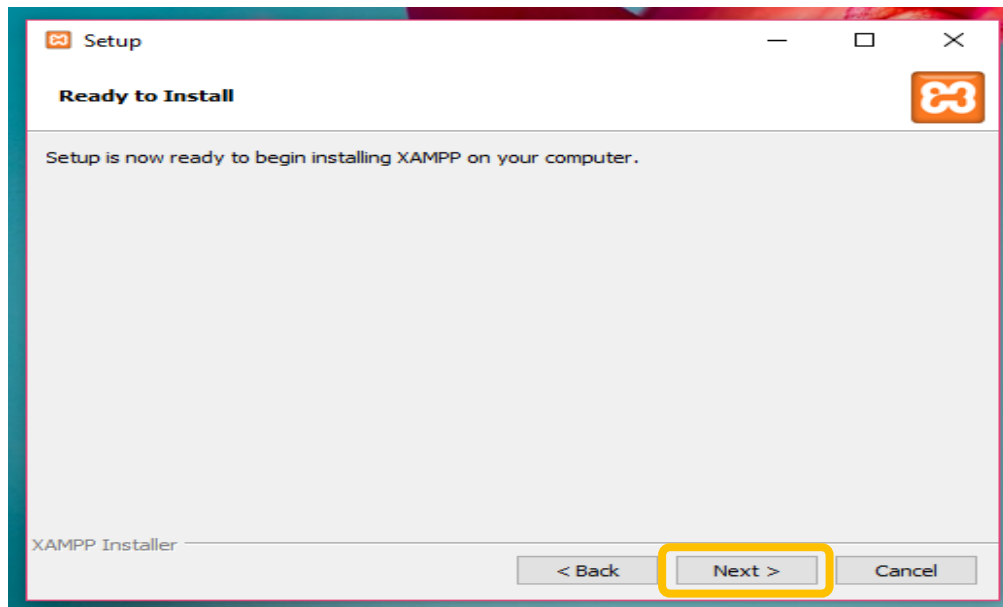 Setup
Ready to Install
Setup is now ready to begin installing XAMPP on your computer.
XAMPP Installer
< Back Next > Cancel